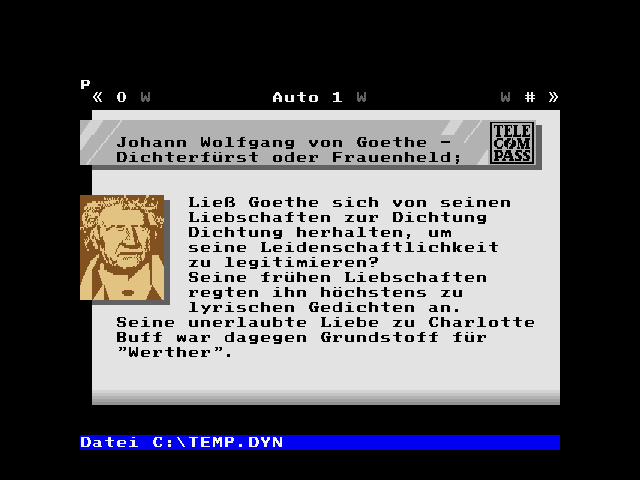 P
« O W Auto 1 W W # »
Johann Wolfgang von Goethe -
Dichterfürst oder Frauenheld;
TELE
COM
PASS
Ließ Goethe sich von seinen
Liebschaften zur Dichtung
Dichtung herhalten, um
seine Leidenschaftlichkeit
zu legitimieren?
Seine frühen Liebschaften
regten ihn höchstens zu
lyrischen Gedichten an.
Seine unerlaubte Liebe zu Charlotte
Buff war dagegen Grundstoff für
"Werther".
Datei C:\TEMP.DYN